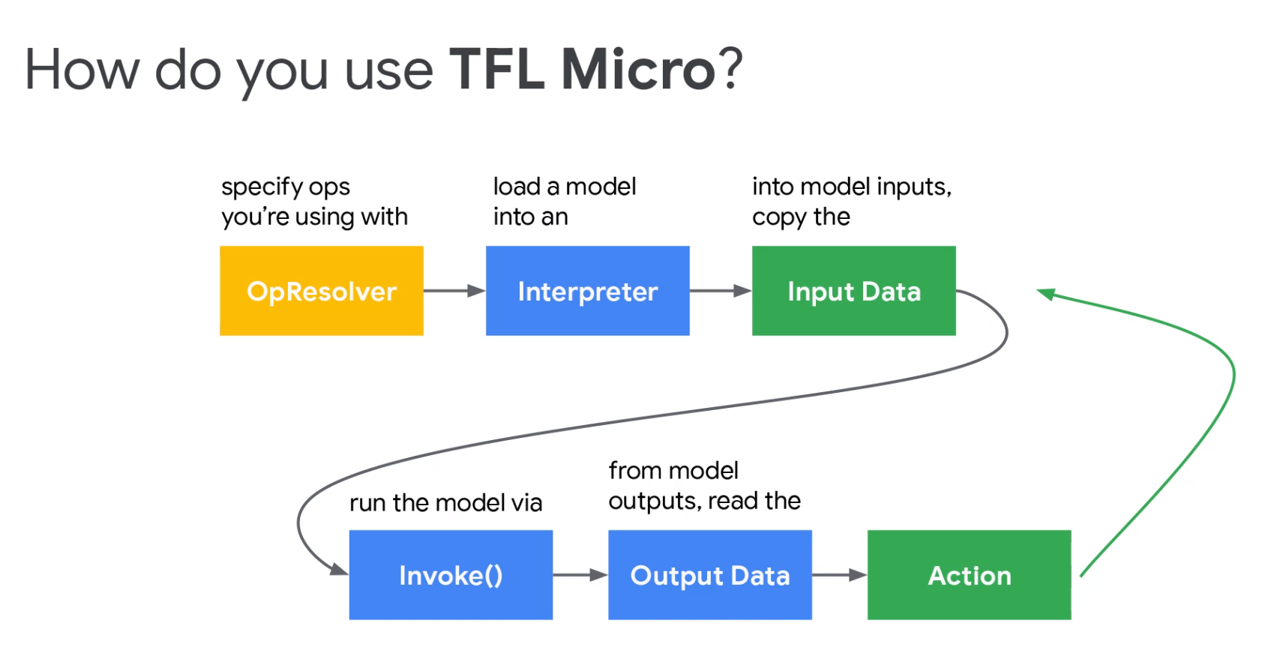 How do you use TFL Micro?
specify ops
you're using with
OpResolver
load a model
into an
Interpreter
into model inputs,
copy the
Input Data
run the model via
Invoke()
from model
outputs, read the
Output Data
Action